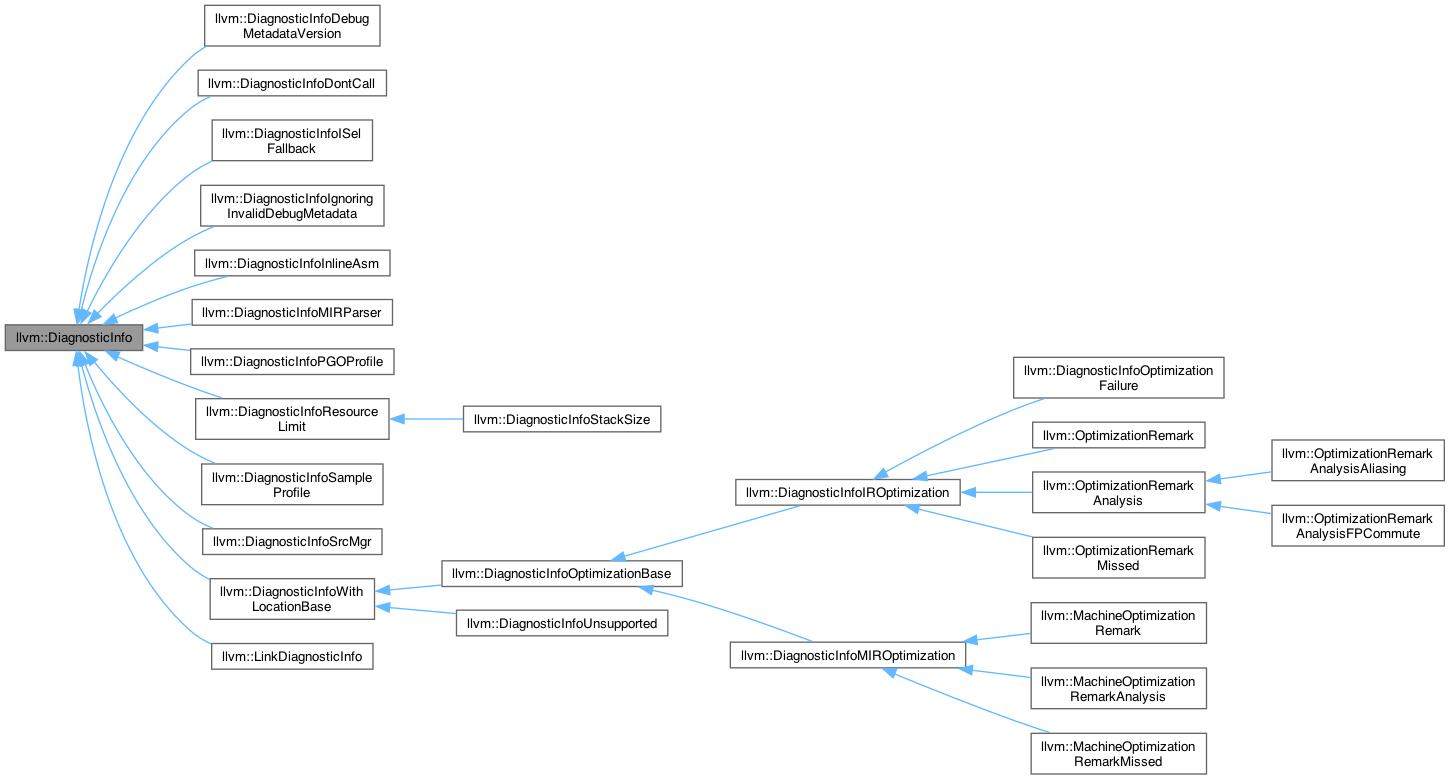 llvm::DiagnosticInfoDebug
MetadataVersion
llvm::DiagnosticInfoDontCall
llvm::DiagnosticInfoISel
Fallback
llvm::DiagnosticInfoIgnoring
InvalidDebugMetadata
llvm::DiagnosticInfoInlineAsm
llvm::DiagnosticInfoMIRParser
llvm::DiagnosticInfo
llvm::DiagnosticInfoPGOProfile
llvm::DiagnosticInfoResource
Limit
llvm::DiagnosticInfoStackSize
llvm::DiagnosticInfoSample
Profile
llvm::DiagnosticInfoSrcMgr
llvm::DiagnosticInfoWith
LocationBase
llvm::LinkDiagnosticInfo
llvm::DiagnosticInfoOptimizationBase
llvm::DiagnosticInfoUnsupported
llvm::DiagnosticInfoIROptimization
llvm::DiagnosticInfoMIROptimization
llvm::DiagnosticInfoOptimization
Failure
llvm::OptimizationRemark
llvm::OptimizationRemark
Analysis
llvm::OptimizationRemark
Missed
llvm::OptimizationRemark
AnalysisAliasing
llvm::OptimizationRemark
AnalysisFPCommute
llvm::MachineOptimization
Remark
llvm::MachineOptimization
RemarkAnalysis
llvm::MachineOptimization
RemarkMissed